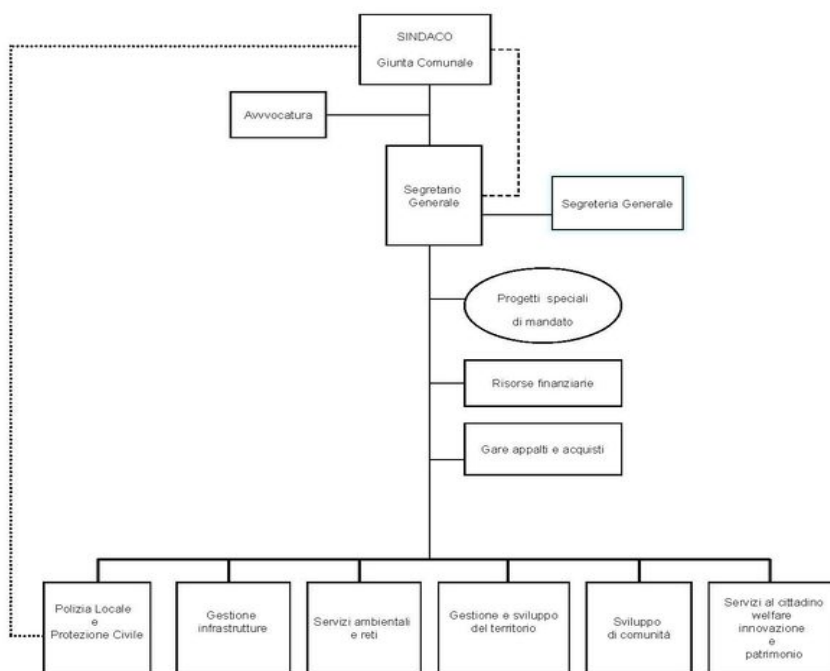 SINDACO
Giunta Comunale
Avvvocatura
Segretario
Generale
Segreteria Generale
Progetti speciali
di mandato
Risorse finanziarie
Gare appalti e acquisti
Polizia Locale
e
Protezione Civile
Gestione
infrastrutture
Servizi ambientali
e reti
Gestione e sviluppo
del territorio
Sviluppo
di comunità
Servizi al cittadino
welfare
innovazione
e
patrimonio